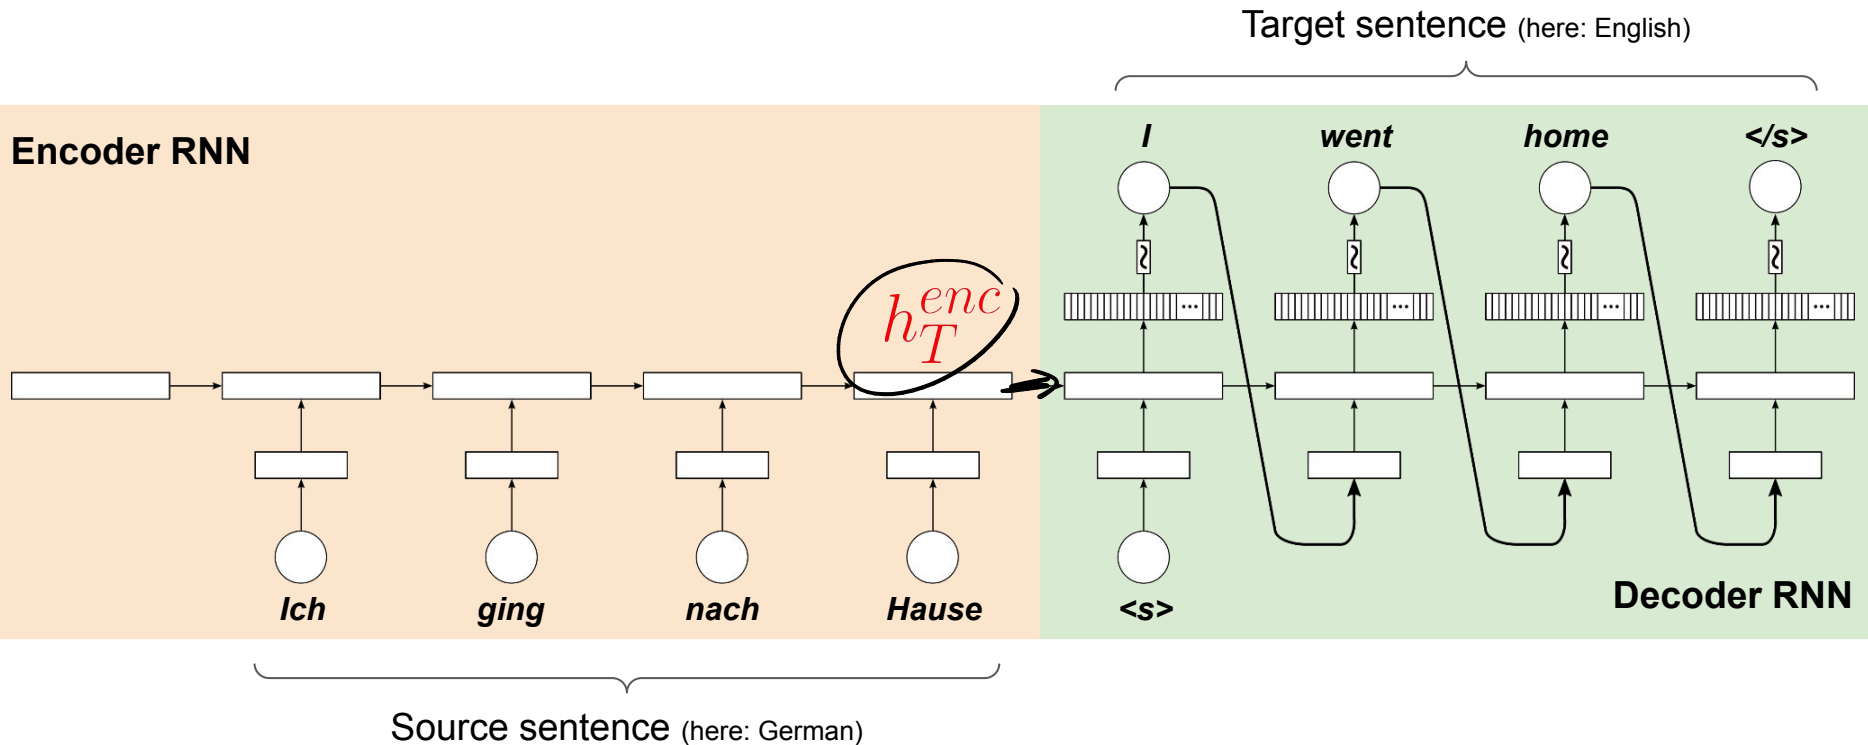 Target sentence (here: English)
Encoder RNN
I went home </s>
h_T^{enc}
...  ...  ...  ...
Ich ging nach Hause <s>
Decoder RNN
Source sentence (here: German)